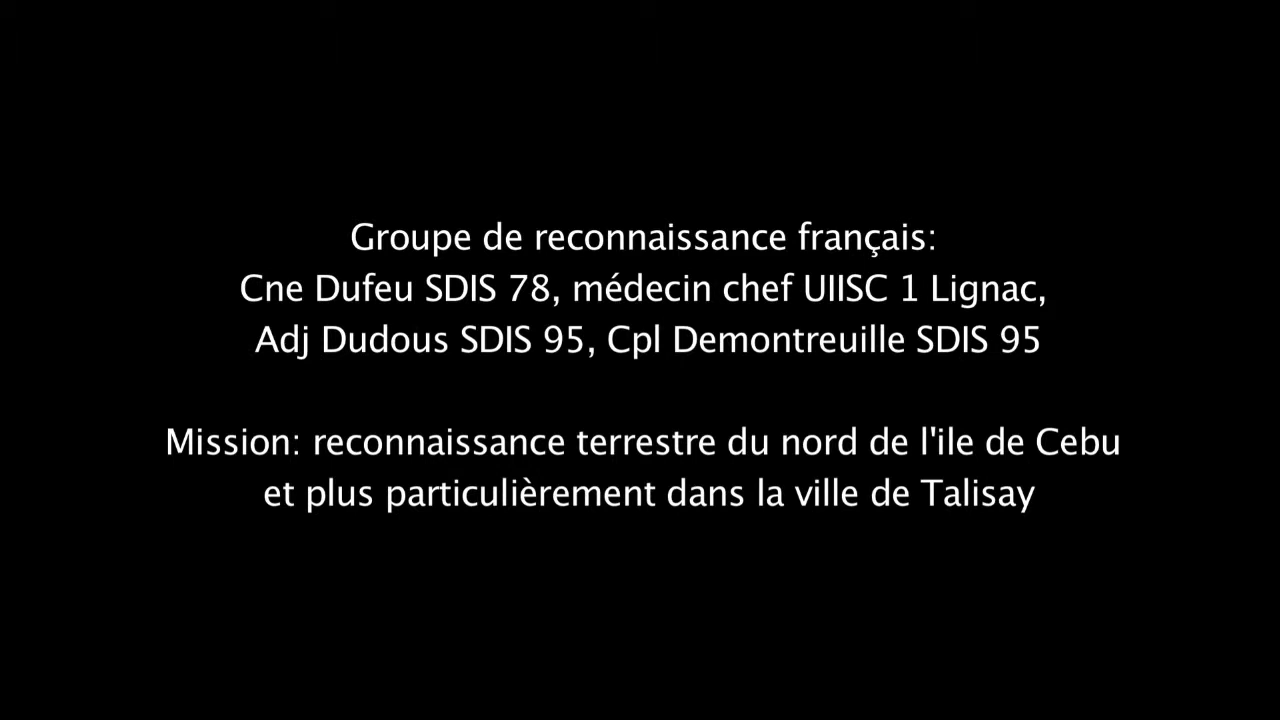 Groupe de reconnaissance français:
Cne Dufeu SDIS 78, médecin chef UIISC 1 Lignac,
Adj Dudous SDIS 95, Cpl Demontreuille SDIS 95
Mission: reconnaissance terrestre du nord de l'ile de Cebu
et plus particulièrement dans la ville de Talisay